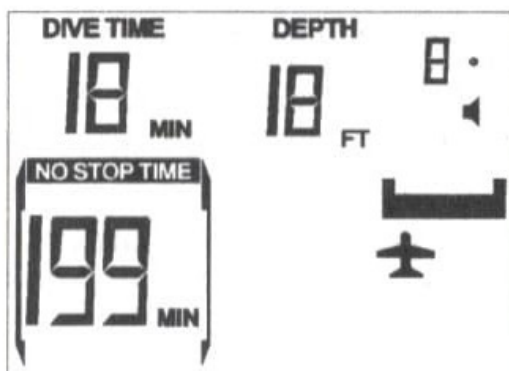 DIVE TIME
18 MIN
DEPTH
18 FT
8.
NO STOP TIME
199 MIN